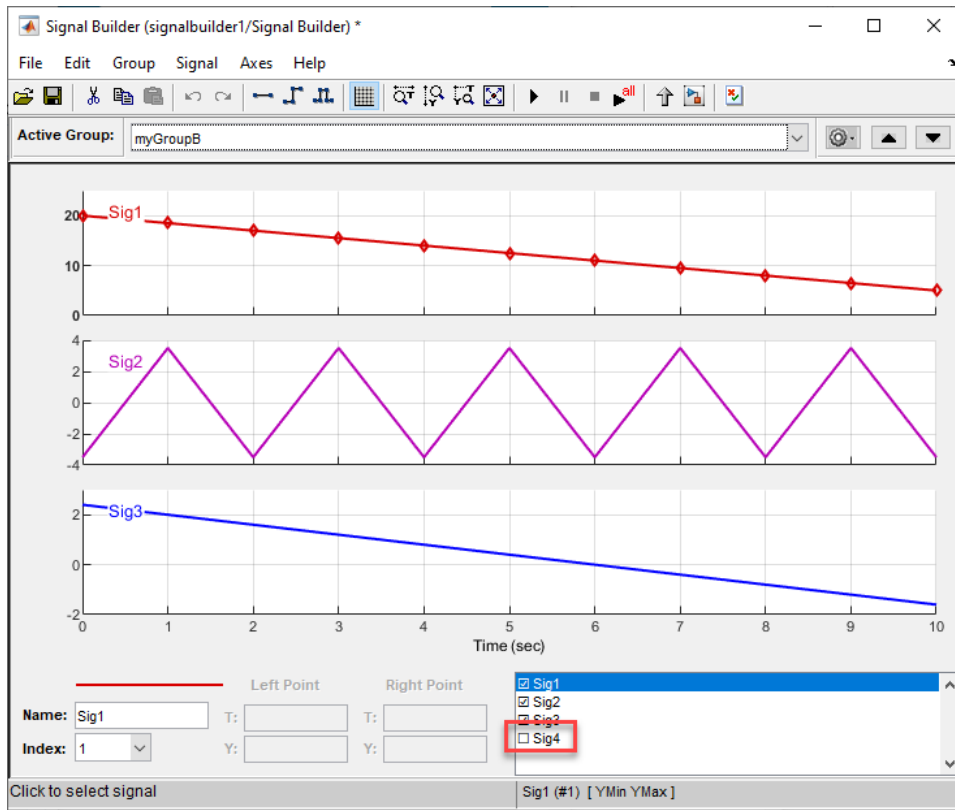 Signal Builder (signalbuilder1/Signal Builder) *
File Edit Group Signal Axes Help
all
Active Group: myGroupB
20
10
0
Sig1
4
2
0
-2
-4
Sig2
2
0
-2
Sig3
0 1 2 3 4 5 6 7 8 9 10
Time (sec)
Left Point Right Point
Name: Sig1 T: T:
Index: 1 Y: Y:
Sig1
Sig2
Sig3
Sig4
Click to select signal Sig1 (#1) [ YMin YMax ]